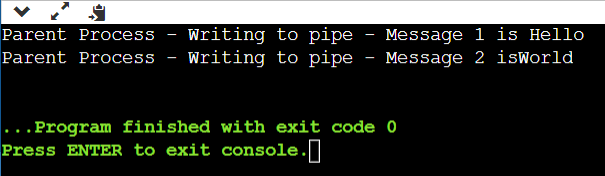 Parent Process - Writing to pipe - Message 1 is Hello
Parent Process - Writing to pipe - Message 2 isWorld
...Program finished with exit code 0
Press ENTER to exit console.